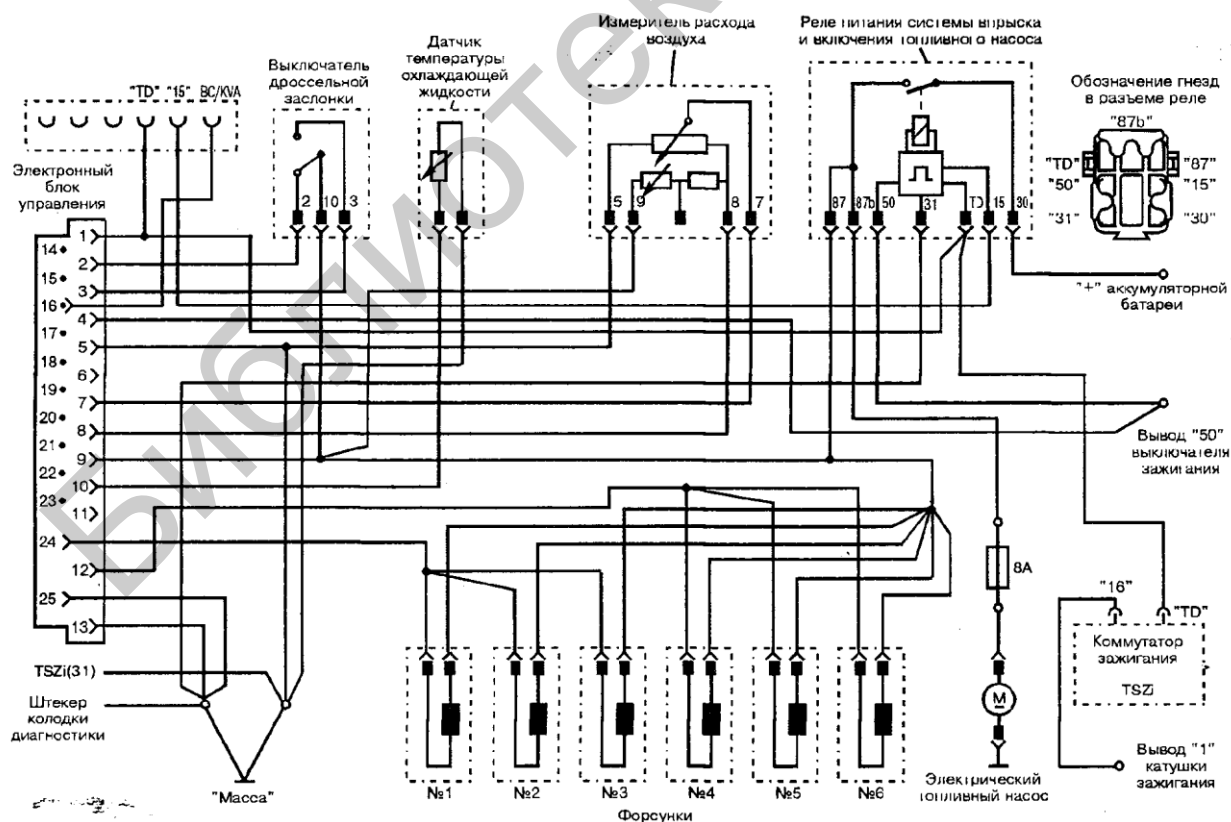 Библиотек
Измеритель расхода
воздуха
Реле питания системы впрыска
и включения топливного насоса
Датчик
температуры
охлаждающей
жидкости
Выключатель
дроссельной
заслонки
Обозначение гнезд
в разъеме реле
"87b"
"TD" "87"
"50" "15"
"31" "30"
"TD" "15" BC/KVA
Электронный
блок
управления
2 10 3
5 9 8 7
87 87b 50 31 TD 15 30
1
14
2
15
3
16
4
17
5
18
6
19
7
20
8
21
9
22
10
23
11
24
12
25
13
"+" аккумуляторной
батареи
Вывод "50"
выключателя
зажигания
8А
"16"
"TD"
Коммутатор
зажигания
TSZi
M
TSZi(31)
Штекер
колодки
диагностики
"Масса"
№1 №2 №3 №4 №5 №6
Форсунки
Электрический
топливный насос
Вывод "1"
катушки
зажигания